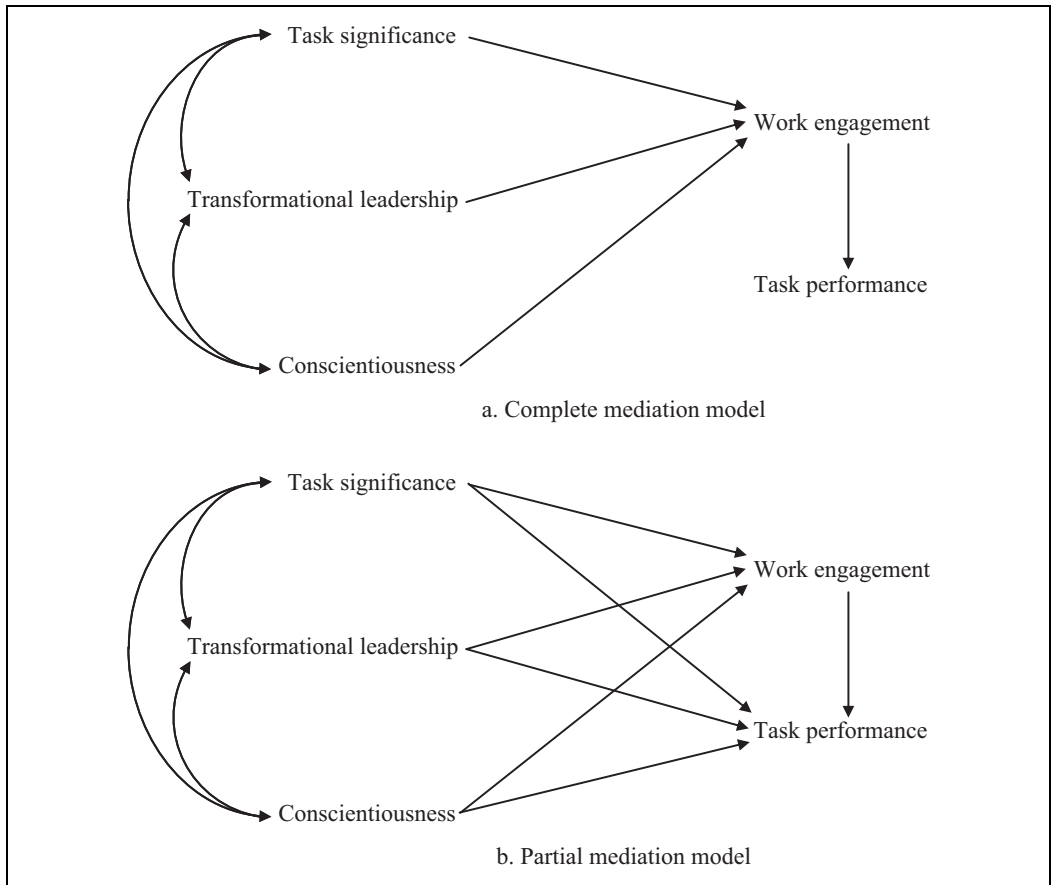 Task significance
Work engagement
Transformational leadership
Task performance
Conscientiousness
a. Complete mediation model
Task significance
Work engagement
Transformational leadership
Task performance
Conscientiousness
b. Partial mediation model